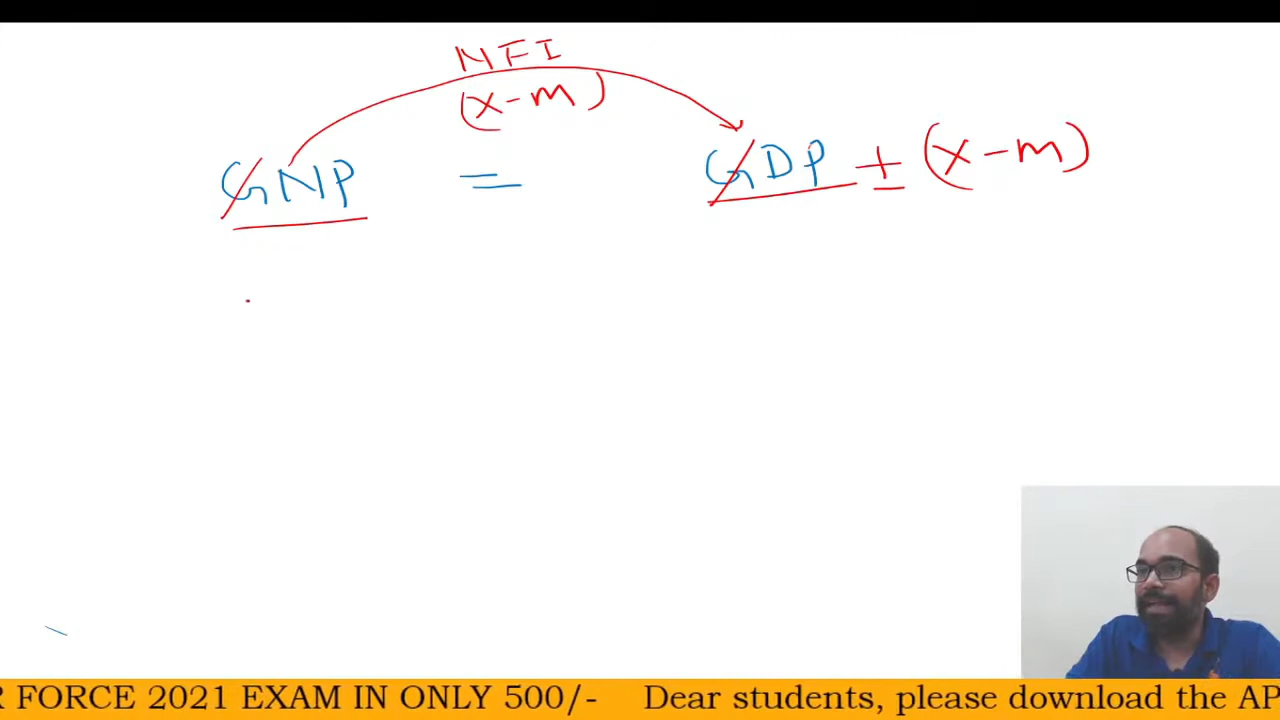 NFI
(x-m)
GNP = GDP ± (x-m)
R FORCE 2021 EXAM IN ONLY 500/- Dear students, please download the AP